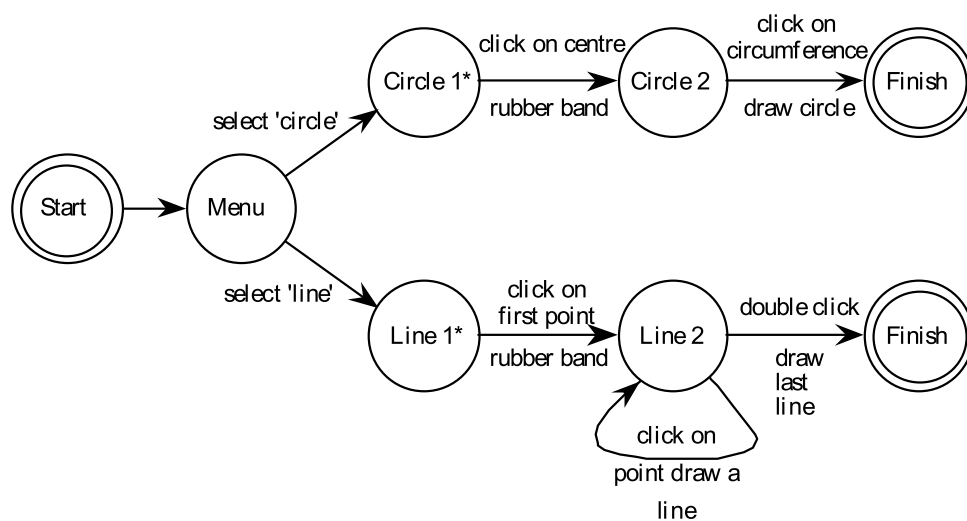 click on centre
click on
circumference
Circle 1*
Circle 2
Finish
rubber band
draw circle
select 'circle'
Start
Menu
select 'line'
click on
first point
double click
Line 1*
Line 2
Finish
rubber band
draw
last
line
click on
point draw a
line